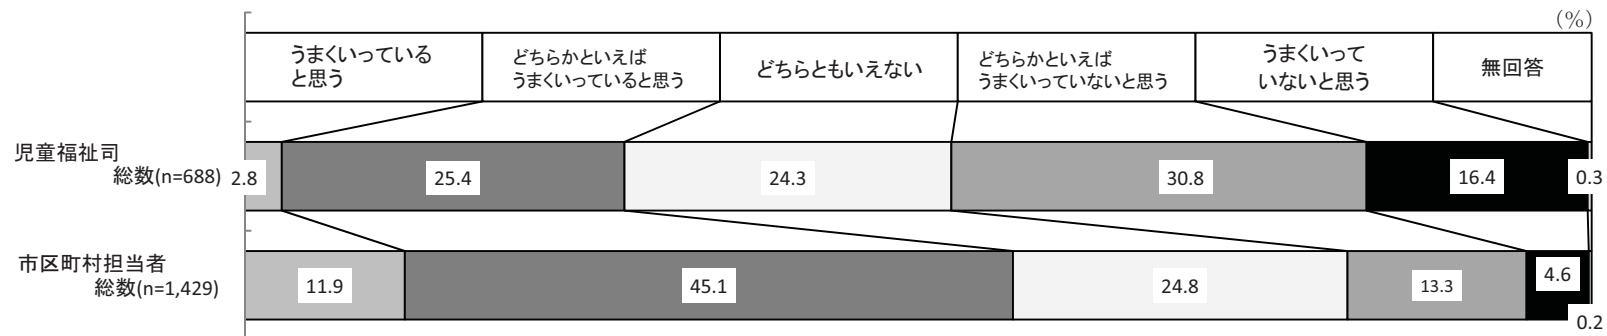 (%)
うまくいっている
と思う
どちらかといえば
うまくいっていると思う
どちらともいえない
どちらかといえば
うまくいっていないと思う
うまくいって
いないと思う
無回答
児童福祉司
総数(n=688)
2.8
25.4
24.3
30.8
16.4
0.3
市区町村担当者
総数(n=1,429)
11.9
45.1
24.8
13.3
4.6
0.2